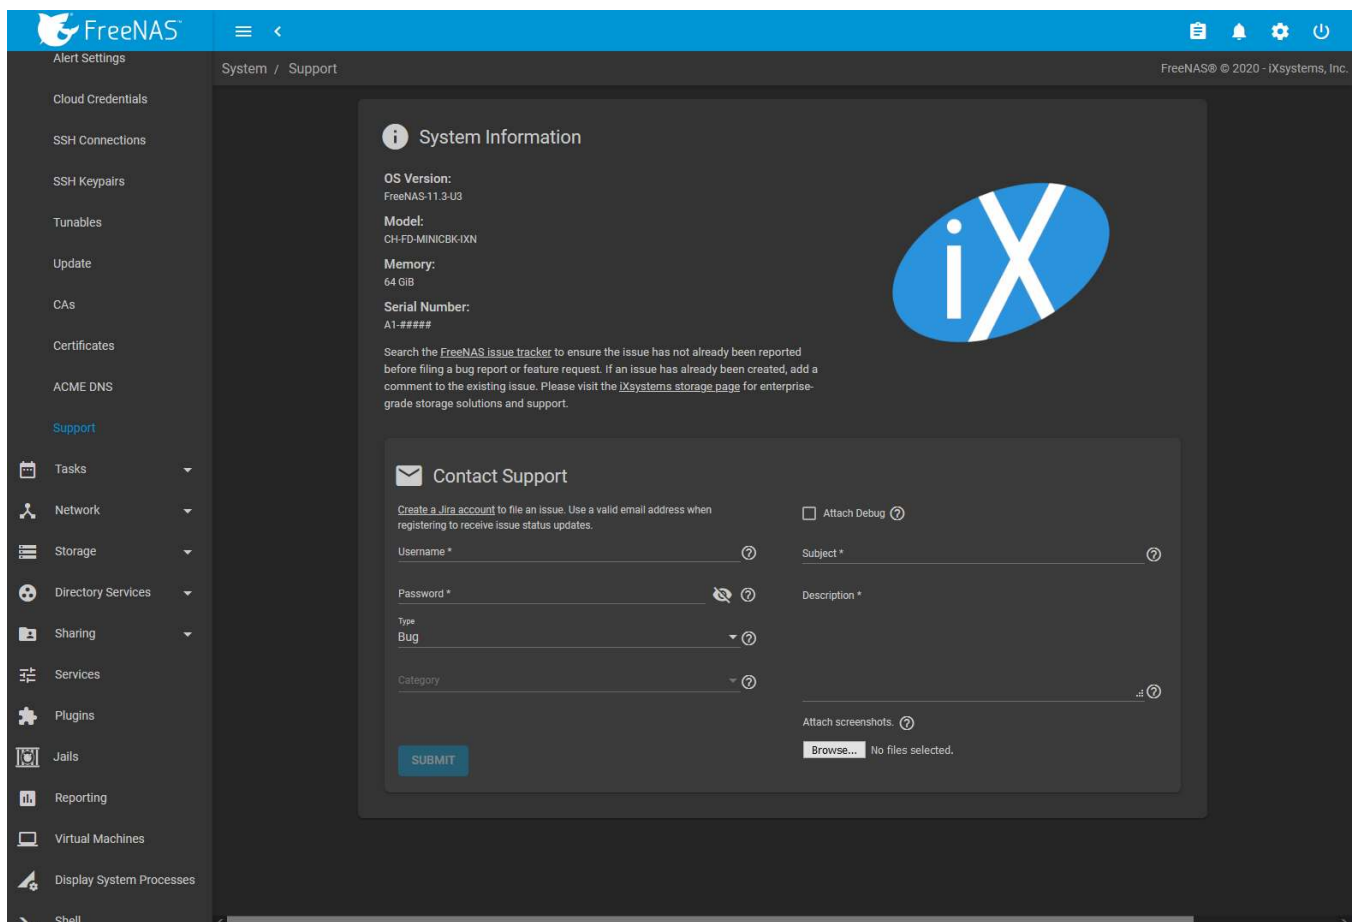 FreeNAS™
System / Support
FreeNAS® © 2020 - iXsystems, Inc.
Alert Settings
Cloud Credentials
SSH Connections
SSH Keypairs
Tunables
Update
CAs
Certificates
ACME DNS
Support
Tasks
Network
Storage
Directory Services
Sharing
Services
Plugins
Jails
Reporting
Virtual Machines
Display System Processes
Shell
System Information
OS Version:
FreeNAS-11.3-U3
Model:
CH-FD-MINICBK-IXN
Memory:
64 GiB
Serial Number:
A1-#####
Search the FreeNAS issue tracker to ensure the issue has not already been reported
before filing a bug report or feature request. If an issue has already been created, add a
comment to the existing issue. Please visit the iXsystems storage page for enterprise-
grade storage solutions and support.
iX
Contact Support
Create a Jira account to file an issue. Use a valid email address when
registering to receive issue status updates.
Username *
Password *
Type
Bug
Category
SUBMIT
Attach Debug
Subject *
Description *
Attach screenshots.
Browse... No files selected.